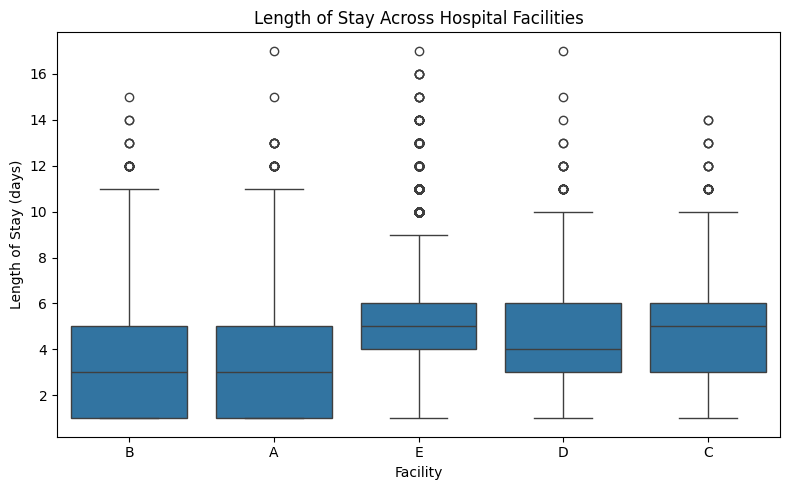 Length of Stay Across Hospital Facilities
Length of Stay (days)
16
14
12
10
8
6
4
2
B A E D C
Facility